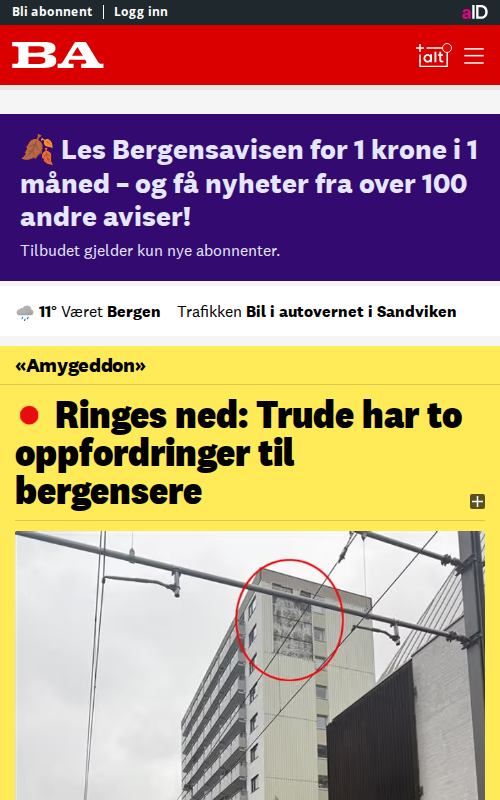 Bli abonnent | Logg inn
aID
BA
alt
Les Bergensavisen for 1 krone i 1
måned – og få nyheter fra over 100
andre aviser!
Tilbudet gjelder kun nye abonnenter.
11° Været Bergen Trafikken Bil i autovernet i Sandviken
«Amygeddon»
Ringes ned: Trude har to
oppfordringer til
bergensere